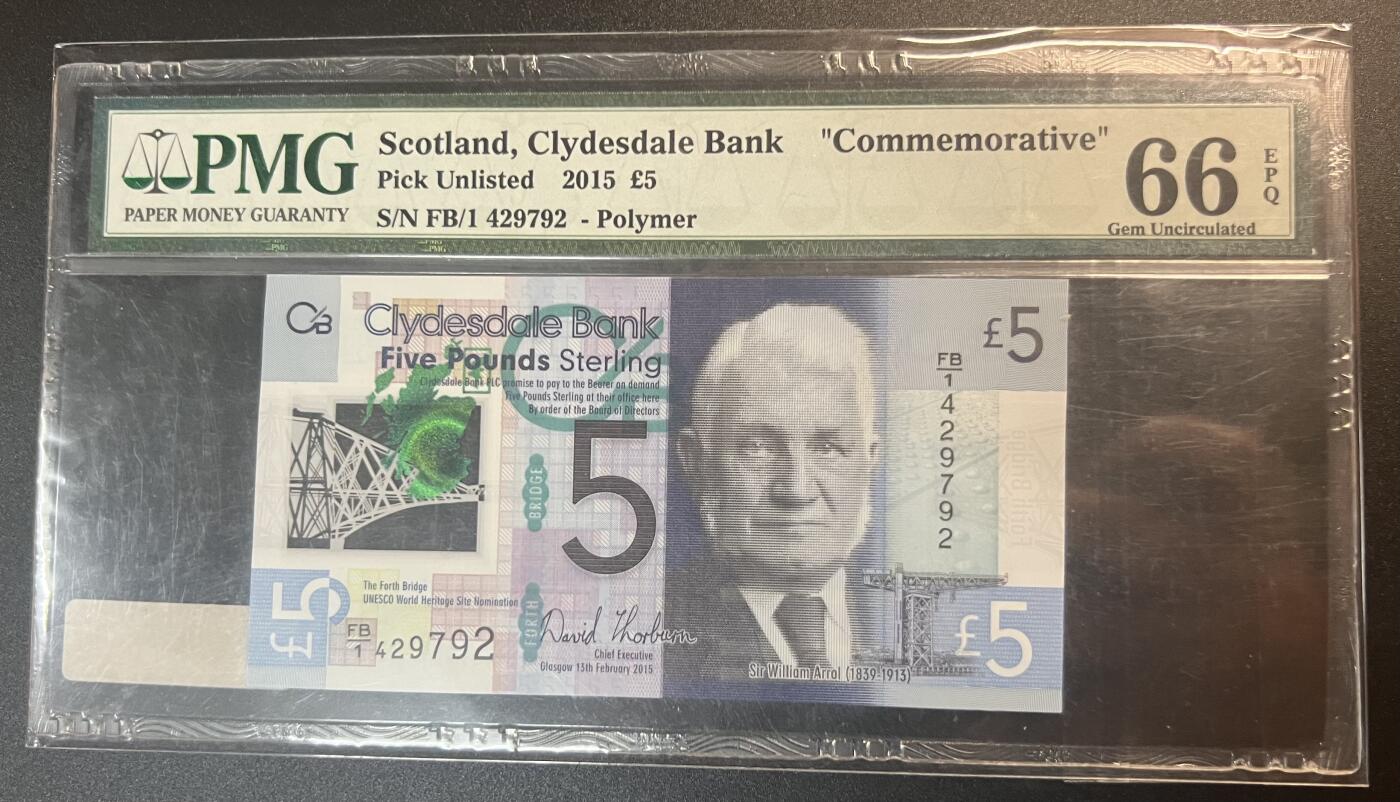 PMG
PAPER MONEY GUARANTY
Scotland, Clydesdale Bank "Commemorative"
Pick Unlisted 2015 £5
S/N FB/1 429792 - Polymer
66
EPQ
Gem Uncirculated
CB
Clydesdale Bank
Five Pounds Sterling
Clydesdale Bank PLC promise to pay to the Bearer on demand
Five Pounds Sterling at their office here
By order of the Board of Directors
£5
FB
1
429792
5
BRIDGE
FORTH
£5
The Forth Bridge
UNESCO World Heritage Site Nomination
FB
1 429792
David Thorburn
Chief Executive
Glasgow 13th February 2015
Sir William Arrol (1839-1913)
£5